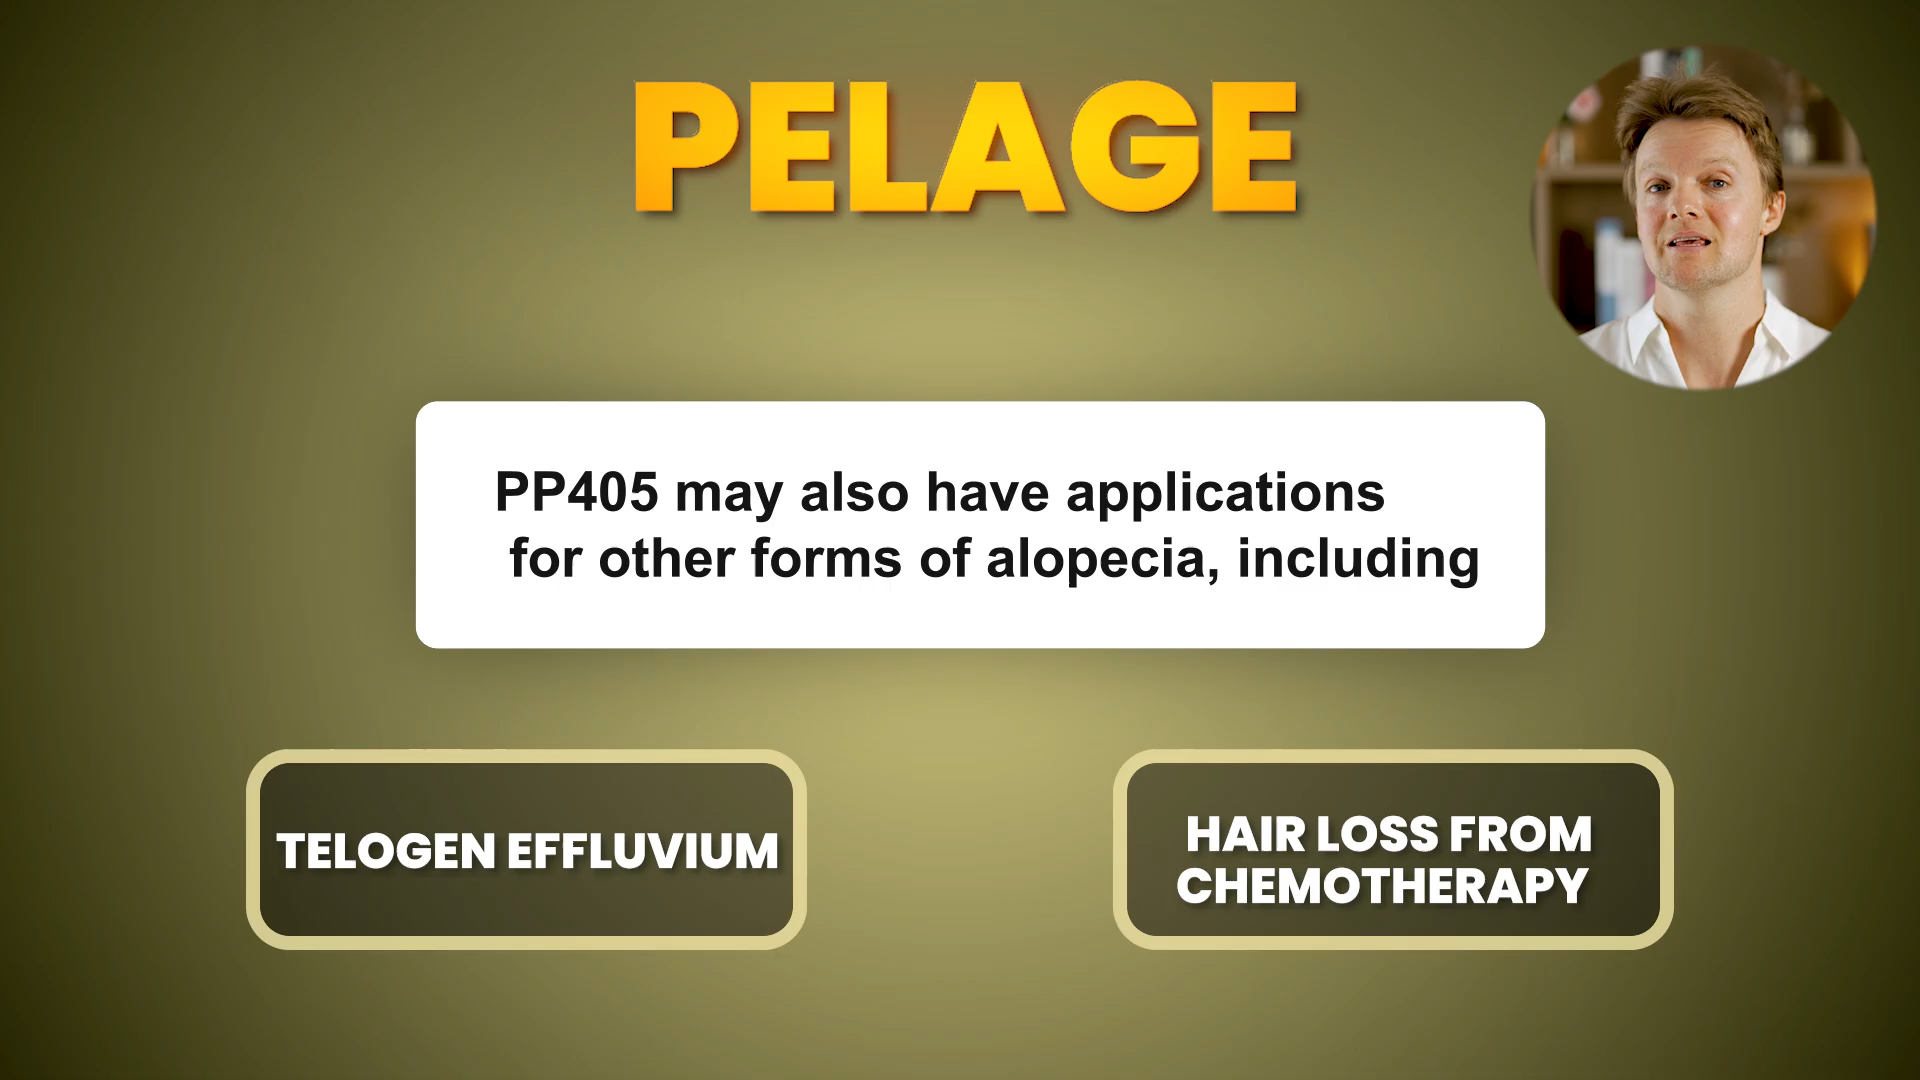 PELAGE
PP405 may also have applications
for other forms of alopecia, including
TELOGEN EFFLUVIUM
HAIR LOSS FROM
CHEMOTHERAPY